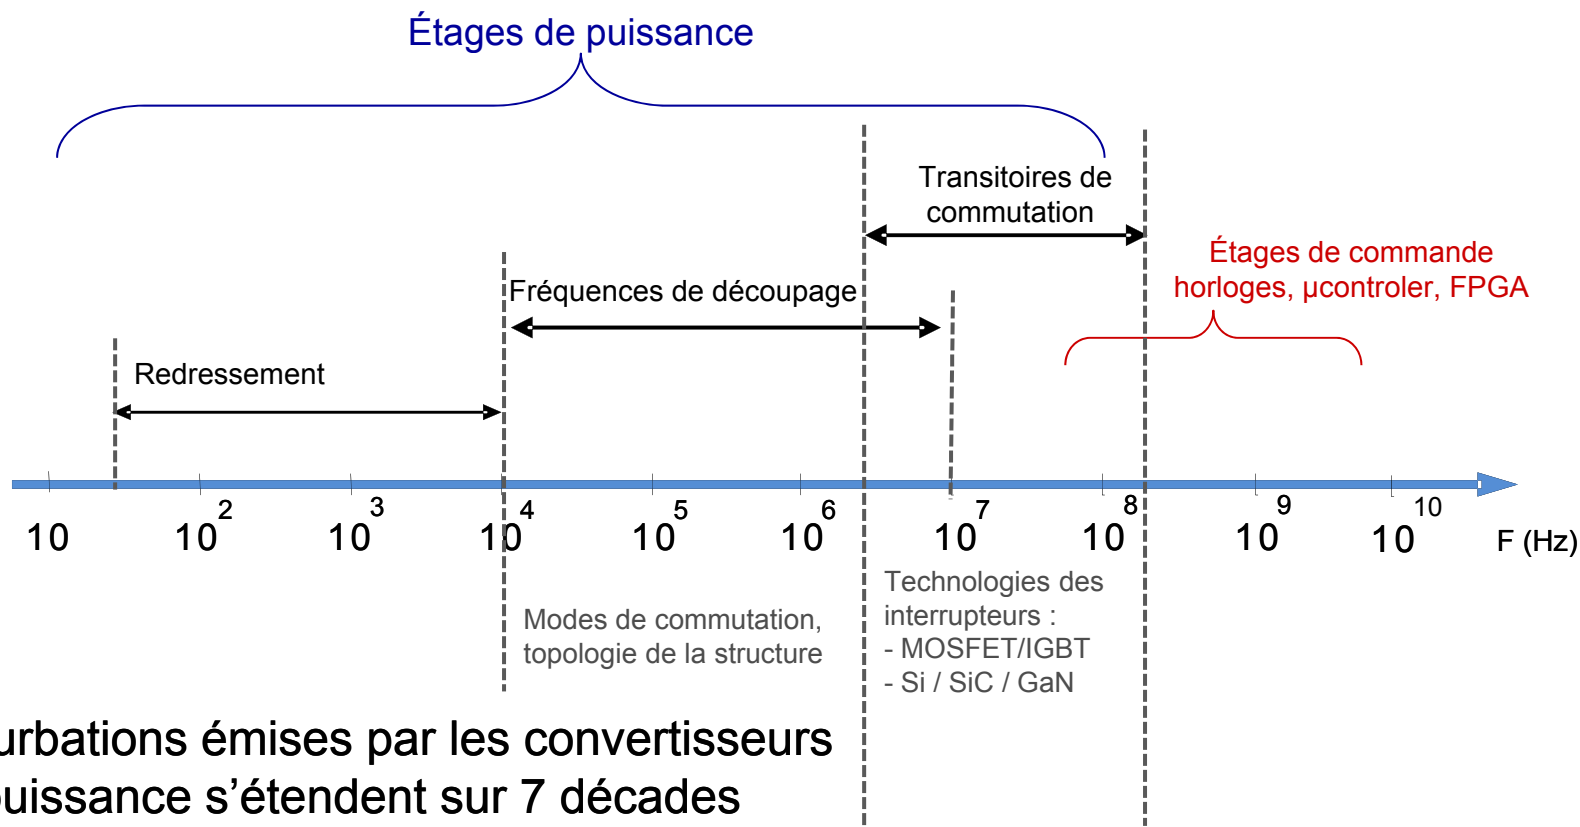 Étages de puissance
Transitoires de
commutation
Étages de commande
horloges, µcontroler, FPGA
Fréquences de découpage
Redressement
10 10² 10³ 10⁴ 10⁵ 10⁶ 10⁷ 10⁸ 10⁹ 10¹⁰ F (Hz)
Modes de commutation,
topologie de la structure
Technologies des
interrupteurs :
- MOSFET/IGBT
- Si / SiC / GaN
urbations émises par les convertisseurs
puissance s’étendent sur 7 décades